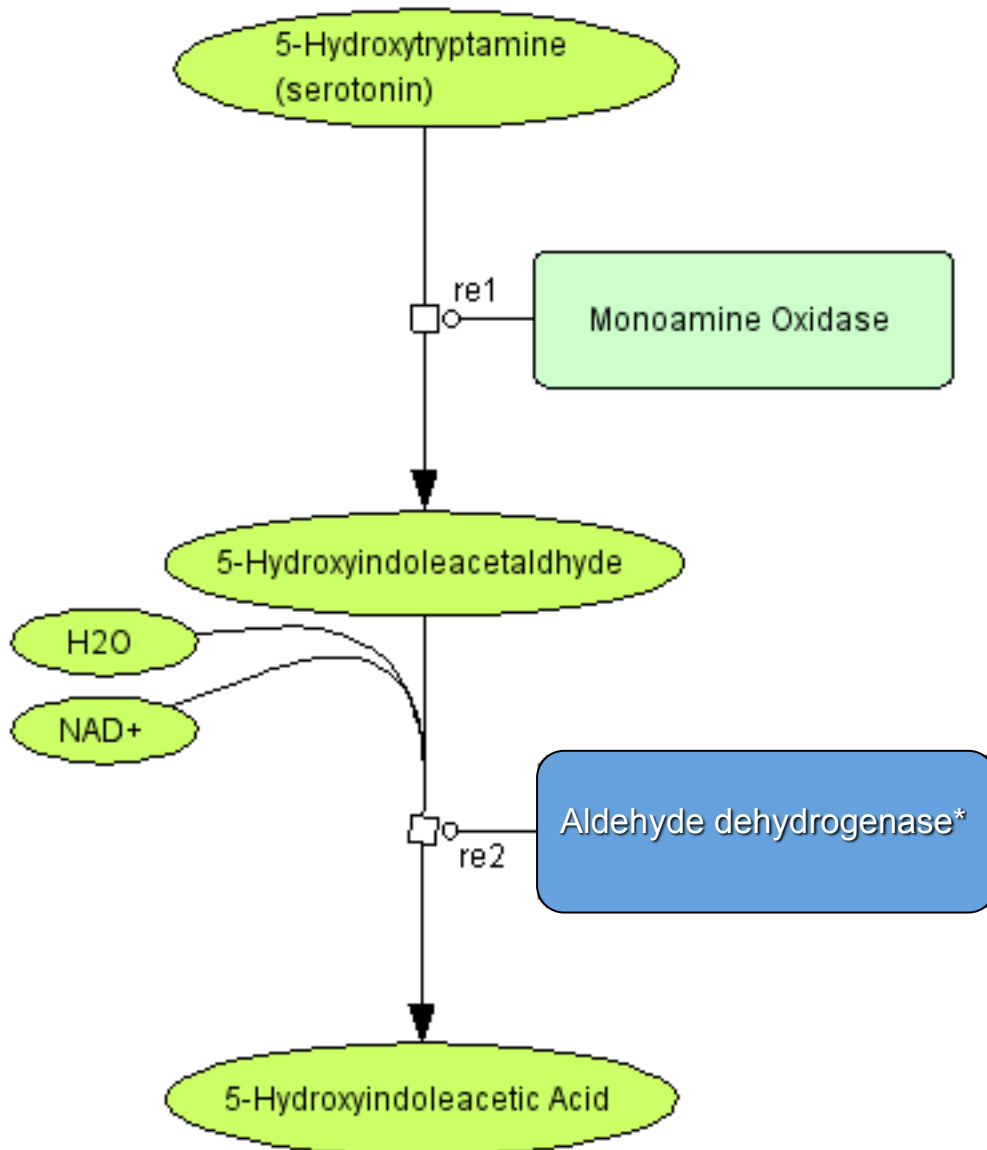 5-Hydroxytryptamine
(serotonin)
re1
Monoamine Oxidase
5-Hydroxyindoleacetaldhyde
H2O
NAD+
Aldehyde dehydrogenase*
re2
5-Hydroxyindoleacetic Acid